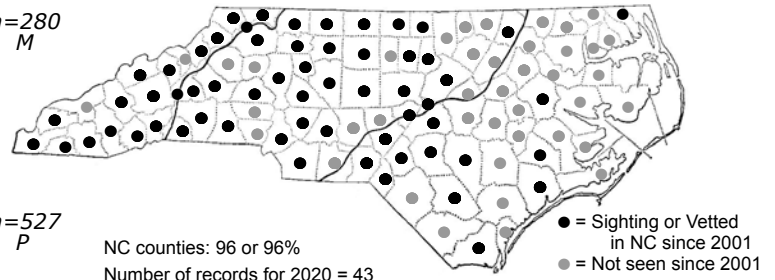 =280
M
=527
P
NC counties: 96 or 96%
Number of records for 2020 = 43
● = Sighting or Vetted
in NC since 2001
● = Not seen since 2001